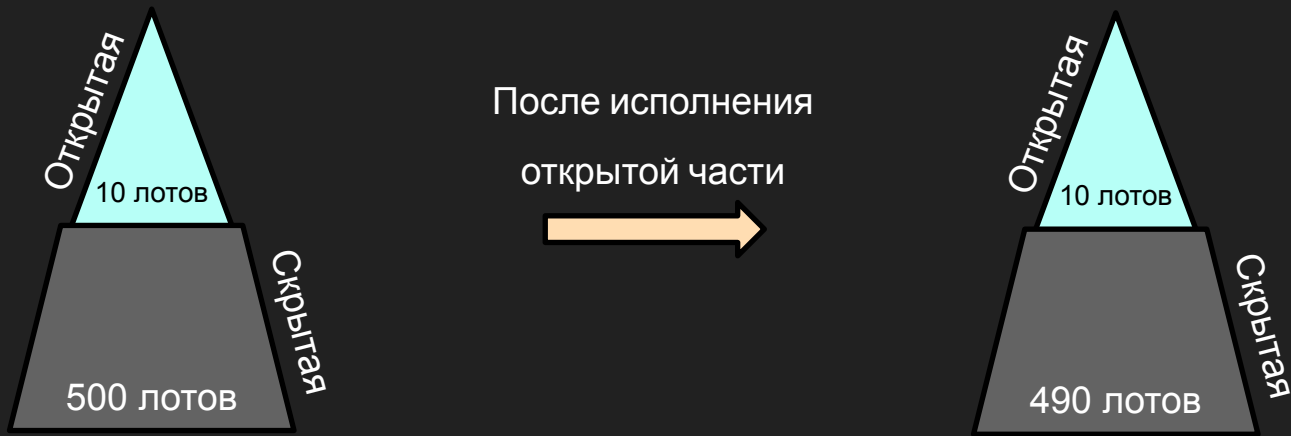 Открытая
10 лотов
Скрытая
500 лотов
После исполнения
открытой части
Открытая
10 лотов
Скрытая
490 лотов